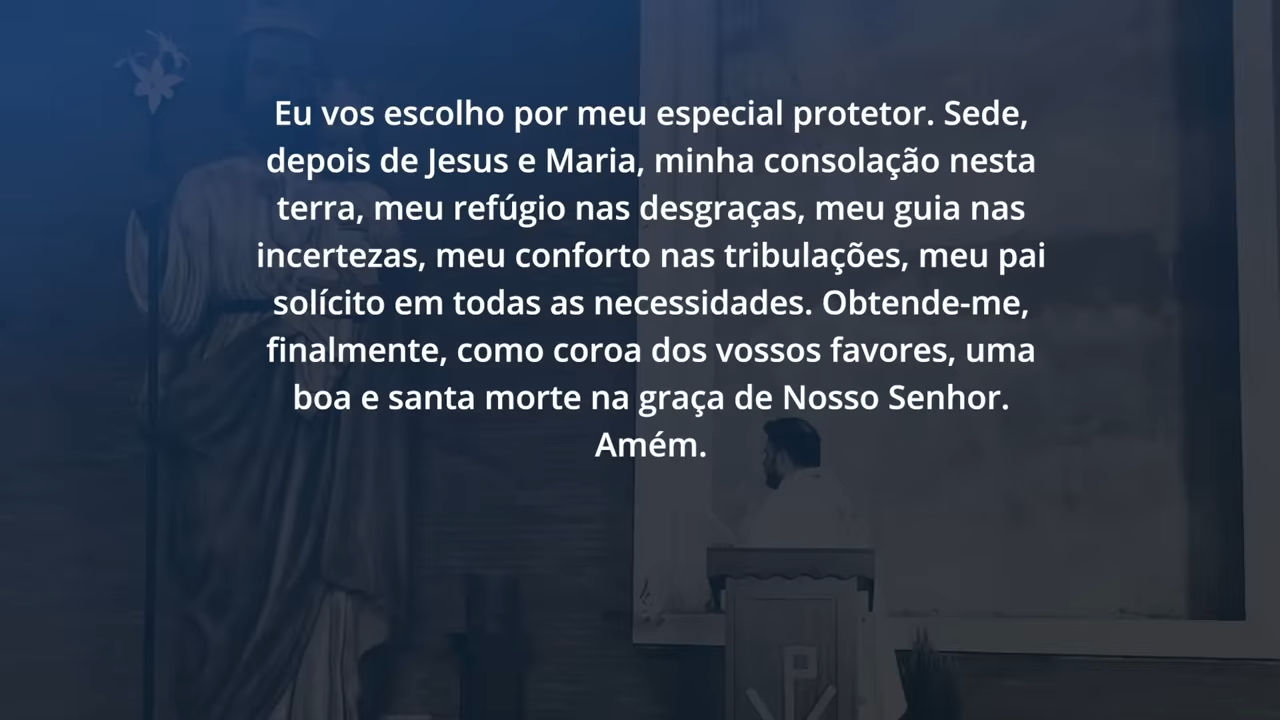 Eu vos escolho por meu especial protetor. Sede,
depois de Jesus e Maria, minha consolação nesta
terra, meu refúgio nas desgraças, meu guia nas
incertezas, meu conforto nas tribulações, meu pai
solícito em todas as necessidades. Obtende-me,
finalmente, como coroa dos vossos favores, uma
boa e santa morte na graça de Nosso Senhor.
Amém.